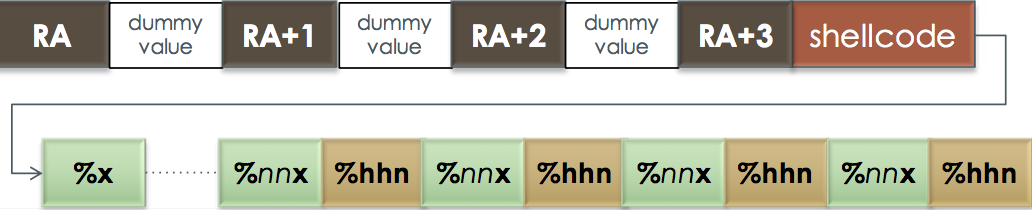 RA dummy value RA+1 dummy value RA+2 dummy value RA+3 shellcode
%x %nnx %hhn %nnx %hhn %nnx %hhn %nnx %hhn